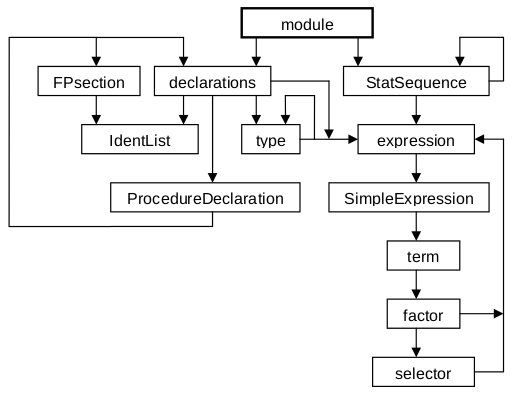 module
FPsection
declarations
StatSequence
IdentList
type
expression
ProcedureDeclaration
SimpleExpression
term
factor
selector